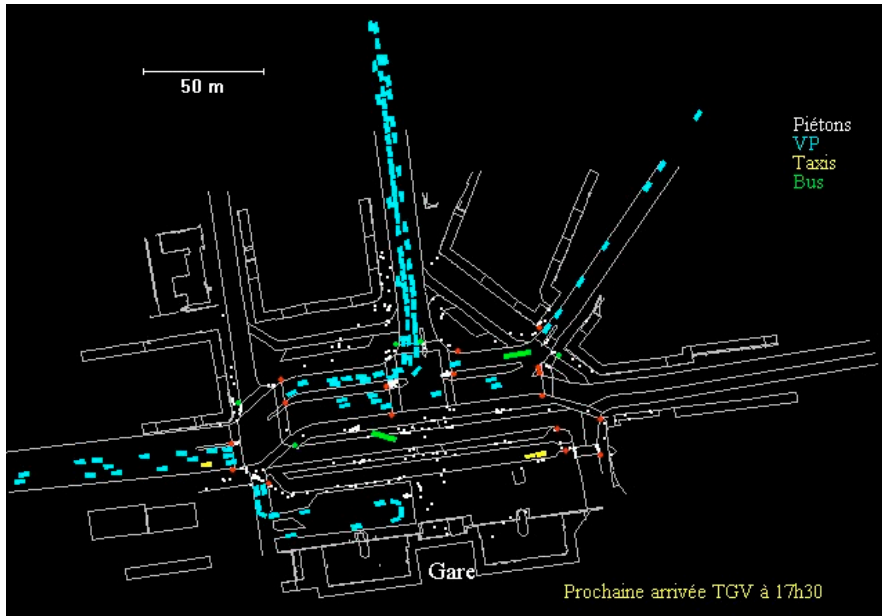 50 m
Piétons
VP
Taxis
Bus
Gare
Prochaine arrivée TGV à 17h30